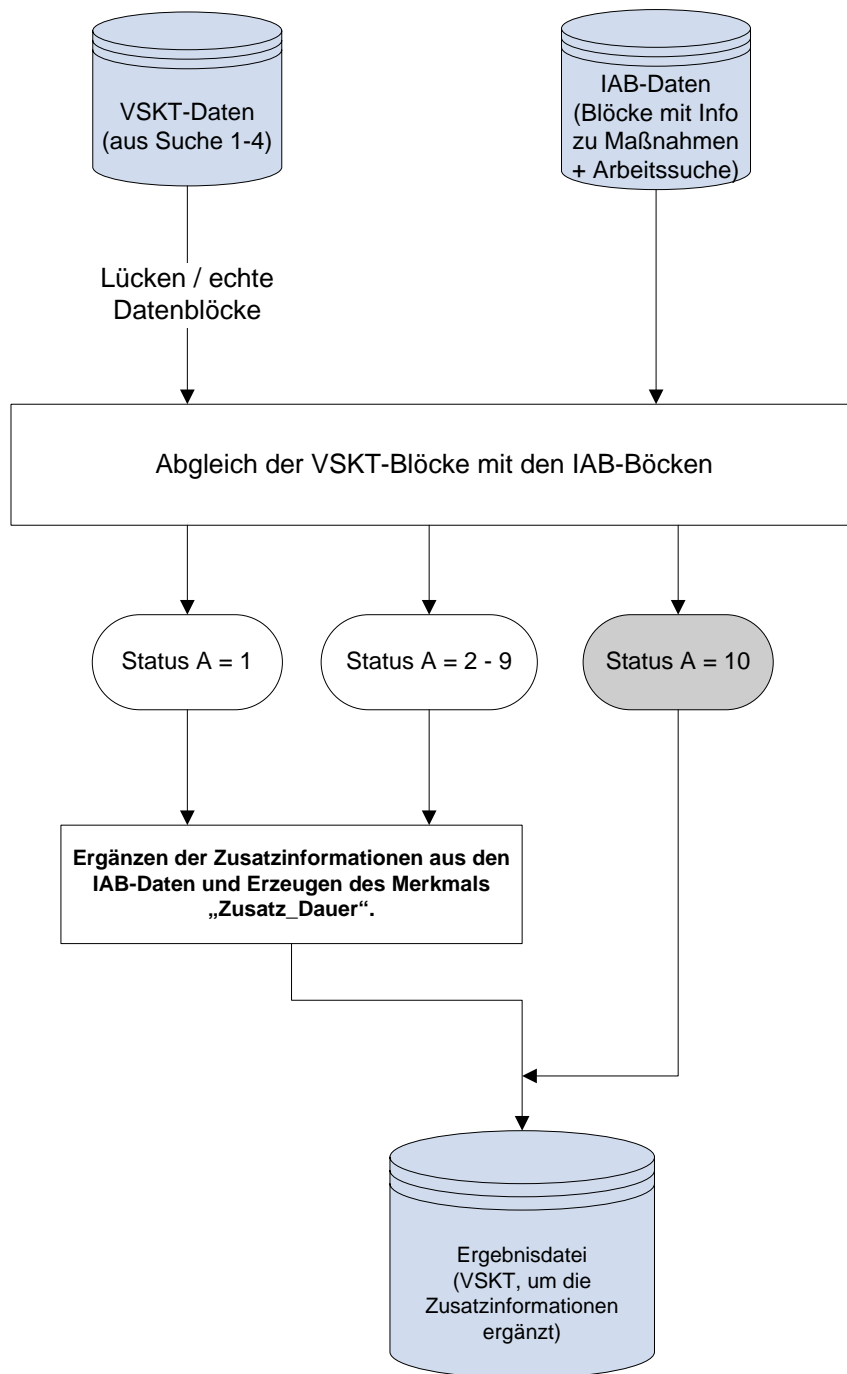 VSKT-Daten
(aus Suche 1-4)
IAB-Daten
(Blöcke mit Info
zu Maßnahmen
+ Arbeitssuche)
Lücken / echte
Datenblöcke
Abgleich der VSKT-Blöcke mit den IAB-Böcken
Status A = 1
Status A = 2 - 9
Status A = 10
Ergänzen der Zusatzinformationen aus den
IAB-Daten und Erzeugen des Merkmals
„Zusatz_Dauer“.
Ergebnisdatei
(VSKT, um die
Zusatzinformationen
ergänzt)